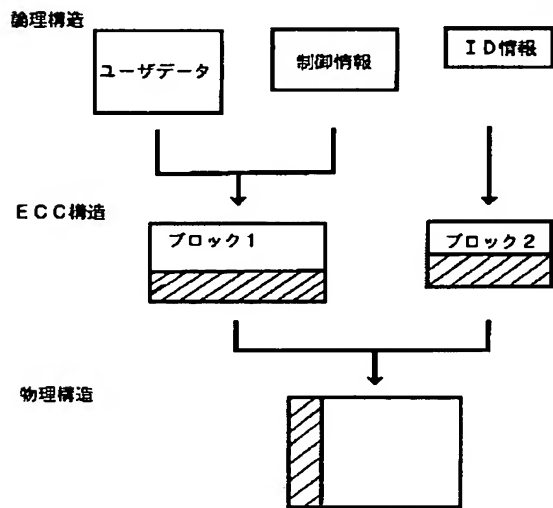 論理構造
ユーザデータ
制御情報
ID情報
ECC構造
ブロック1
ブロック2
物理構造